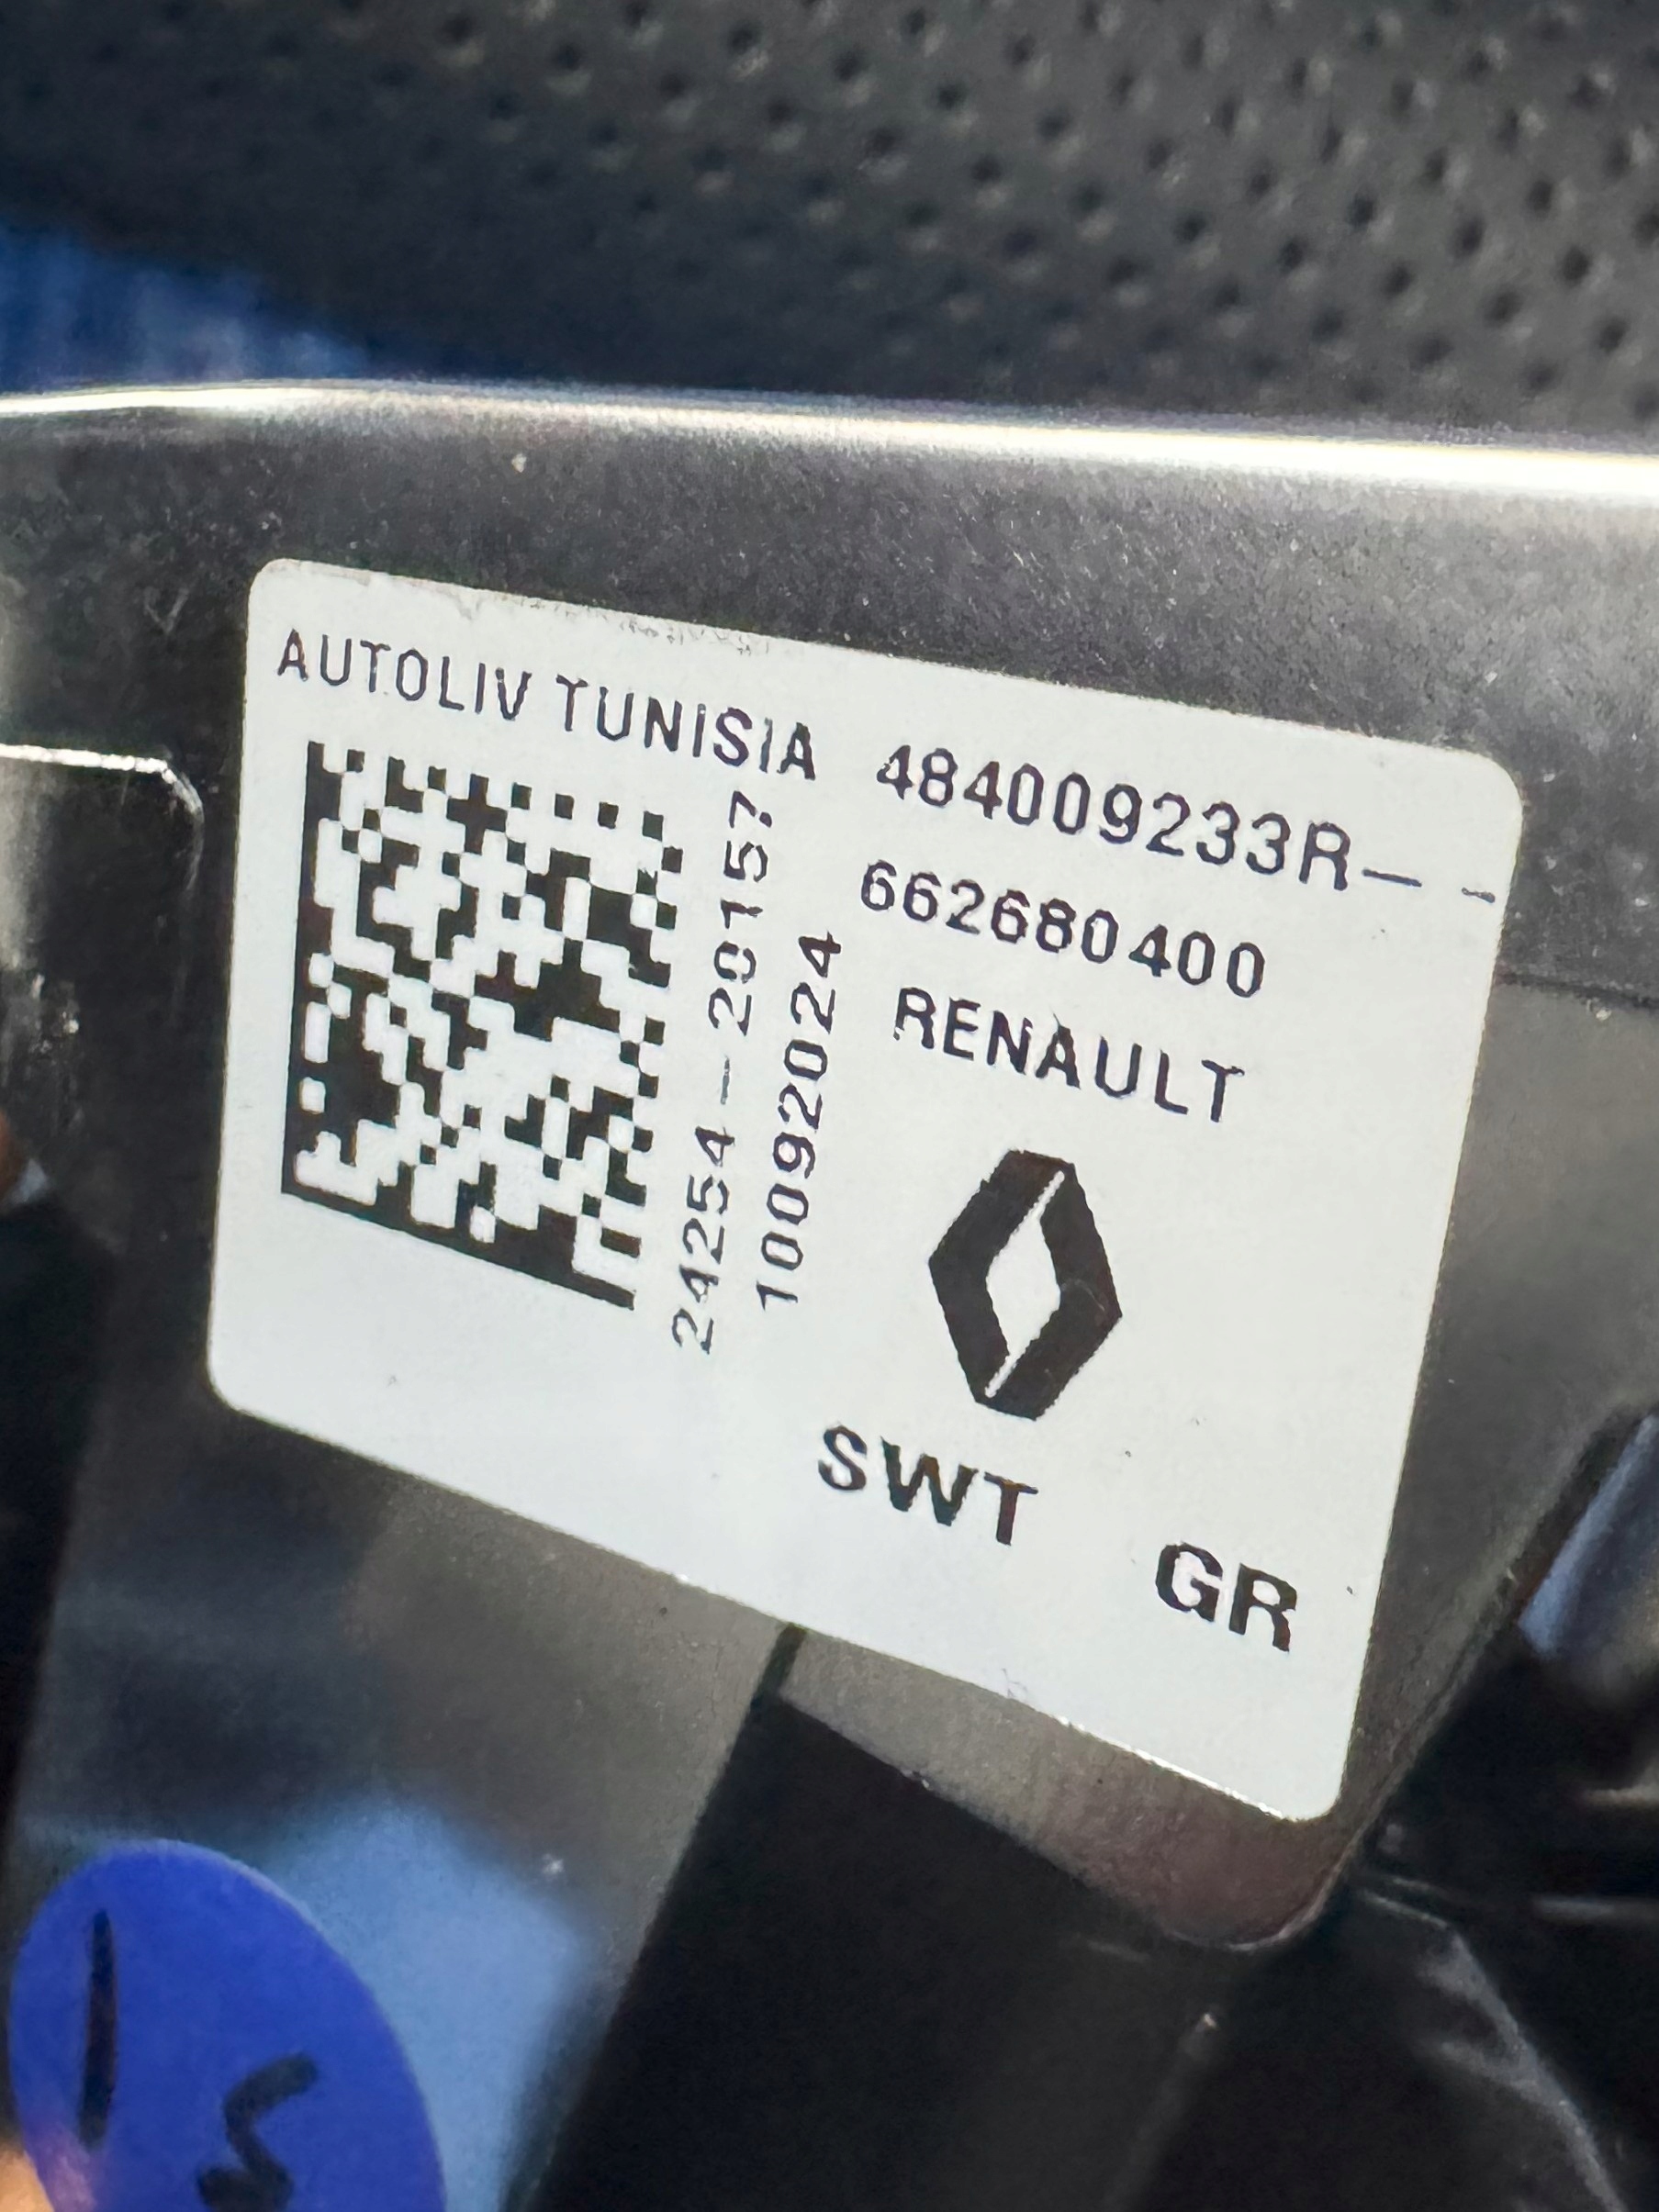 AUTOLIV TUNISIA 484009233R— -
662680400
RENAULT
24254-20157
10092024
SWT GR